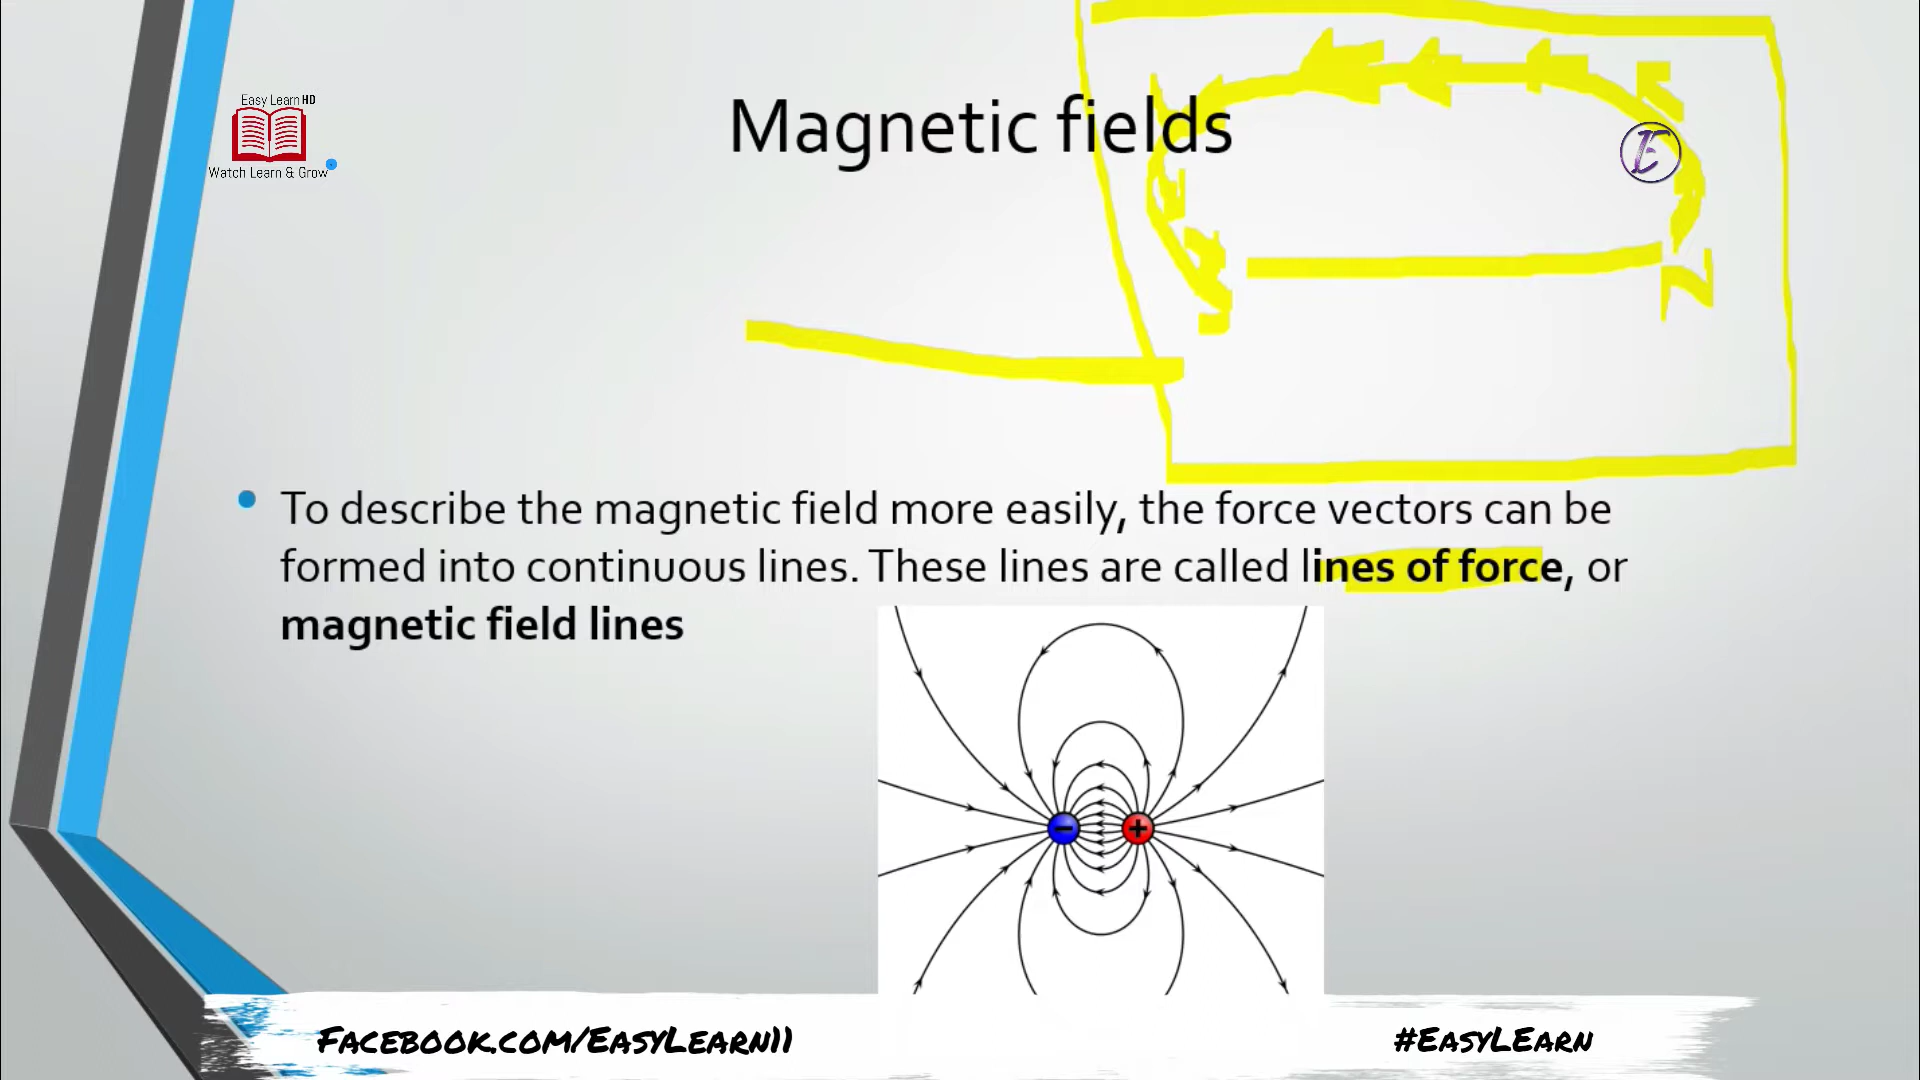 Easy Learn HD
Watch Learn & Grow
Magnetic fields
E
N
To describe the magnetic field more easily, the force vectors can be
formed into continuous lines. These lines are called lines of force, or
magnetic field lines
−
+
Facebook.com/EasyLearn11
#EasyLEarn